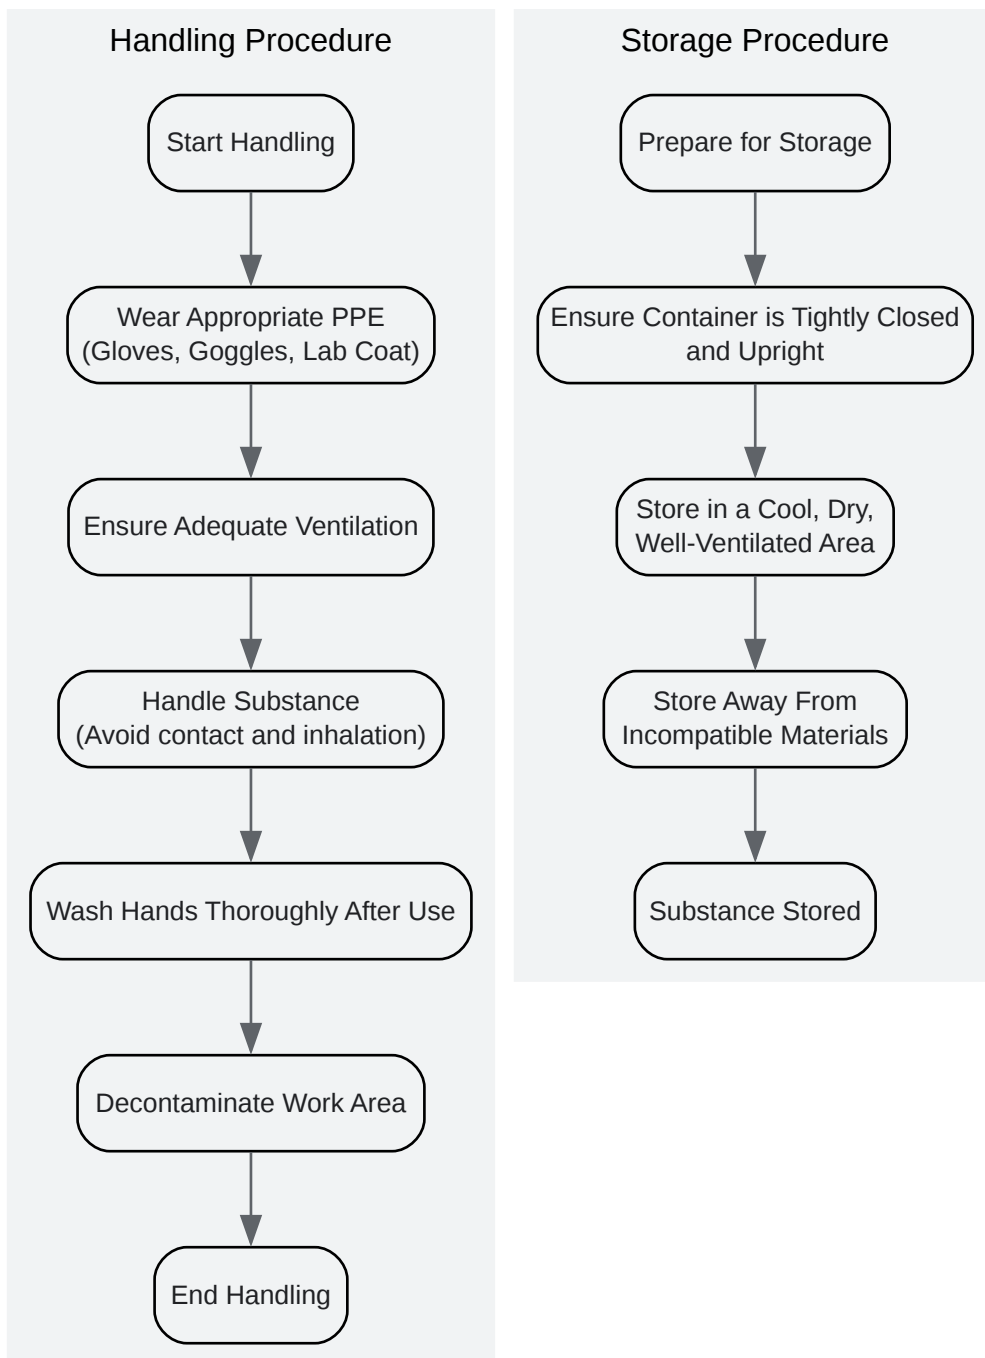 Handling Procedure
Start Handling
Wear Appropriate PPE
(Gloves, Goggles, Lab Coat)
Ensure Adequate Ventilation
Handle Substance
(Avoid contact and inhalation)
Wash Hands Thoroughly After Use
Decontaminate Work Area
End Handling
Storage Procedure
Prepare for Storage
Ensure Container is Tightly Closed
and Upright
Store in a Cool, Dry,
Well-Ventilated Area
Store Away From
Incompatible Materials
Substance Stored